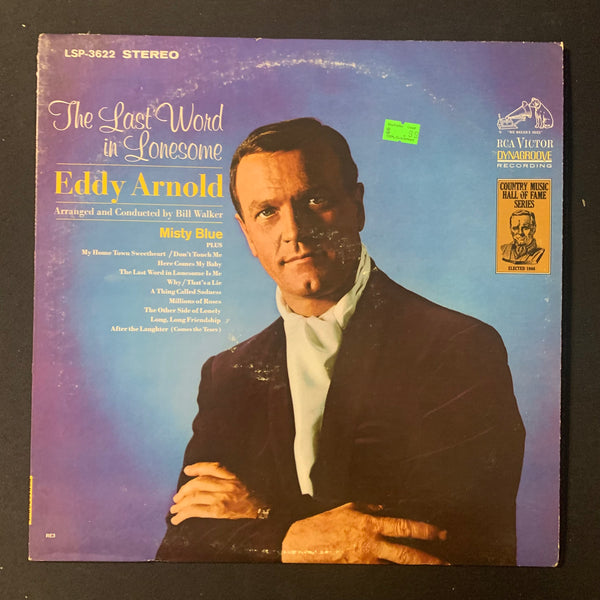 LSP-3622 STEREO
The Last Word
in Lonesome
Eddy Arnold
Arranged and Conducted by Bill Walker
Misty Blue
PLUS
My Home Town Sweetheart / Don't Touch Me
Here Comes My Baby
The Last Word in Lonesome Is Me
Why / That's a Lie
A Thing Called Sadness
Millions of Roses
The Other Side of Lonely
Long, Long Friendship
After the Laughter (Comes the Tears)
"HIS MASTER'S VOICE"
RCA VICTOR
DYNAGROOVE
RECORDING
COUNTRY MUSIC
HALL OF FAME
SERIES
ELECTED 1966